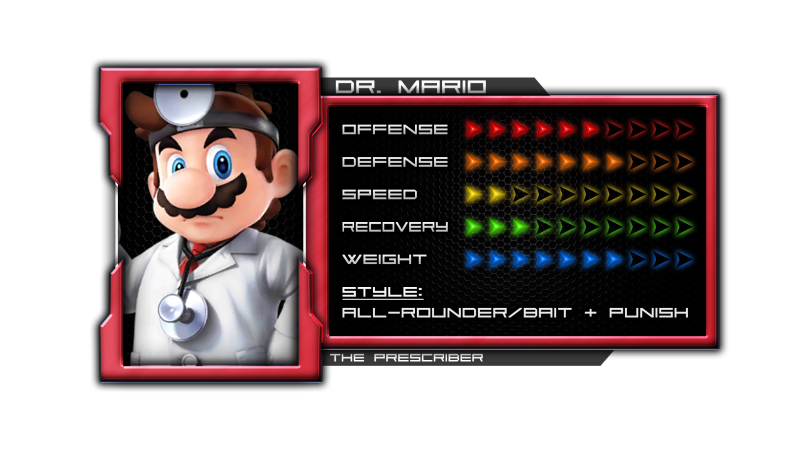 DR. MARIO
OFFENSE
DEFENSE
SPEED
RECOVERY
WEIGHT
STYLE:
ALL-ROUNDER/BAIT + PUNISH
THE PRESCRIBER